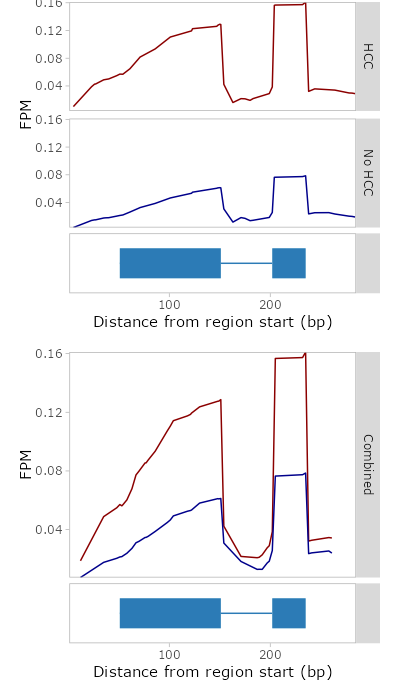 0.16
0.12
0.08
0.04
HCC
FPM
0.16
0.12
0.08
0.04
No HCC
100 200
Distance from region start (bp)
0.16
0.12
0.08
0.04
FPM
Combined
100 200
Distance from region start (bp)